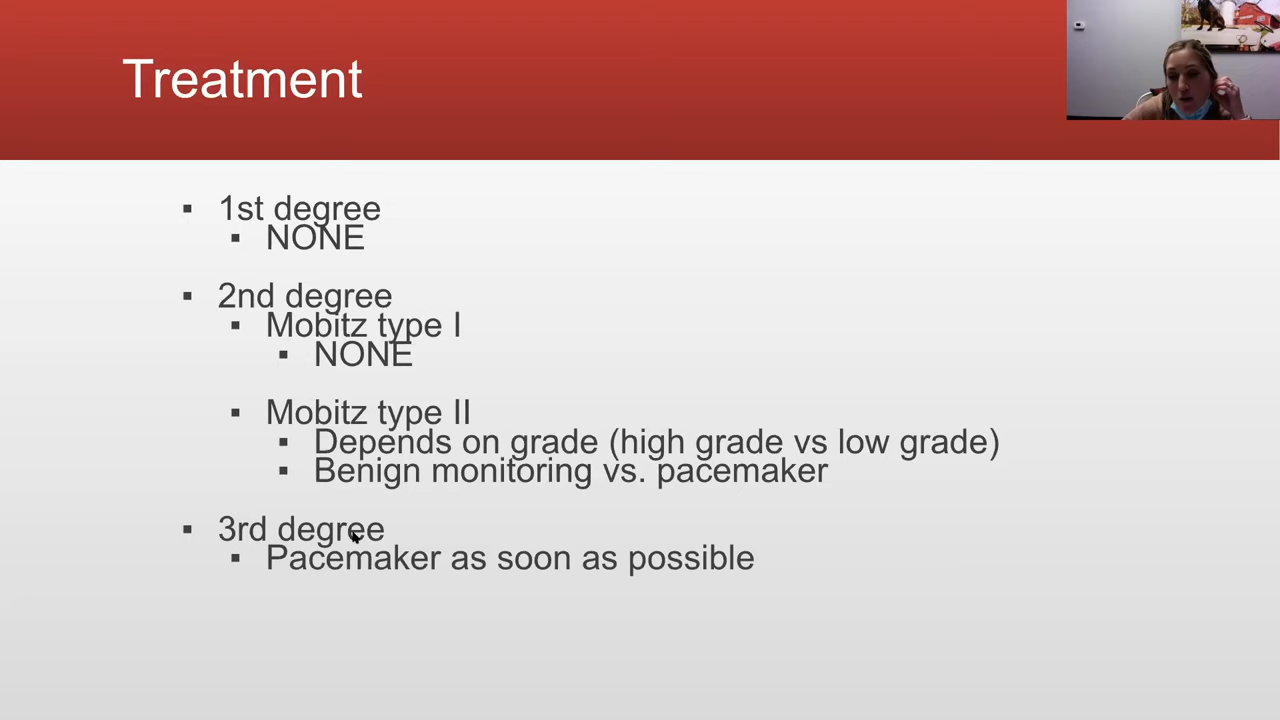 Treatment
▪ 1st degree
▪ NONE
▪ 2nd degree
▪ Mobitz type I
▪ NONE
▪ Mobitz type II
▪ Depends on grade (high grade vs low grade)
▪ Benign monitoring vs. pacemaker
▪ 3rd degree
▪ Pacemaker as soon as possible